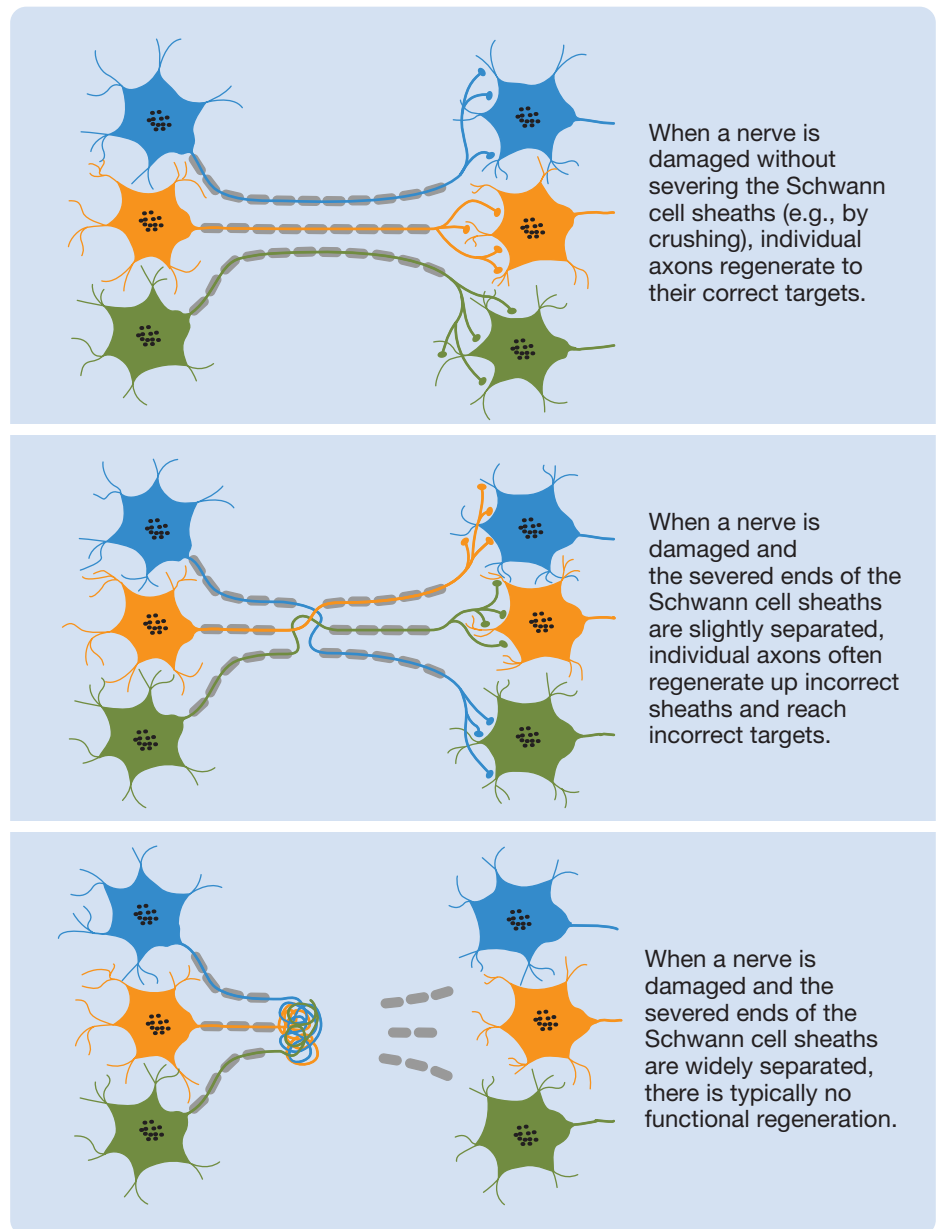 When a nerve is
damaged without
severing the Schwann
cell sheaths (e.g., by
crushing), individual
axons regenerate to
their correct targets.
When a nerve is
damaged and
the severed ends of the
Schwann cell sheaths
are slightly separated,
individual axons often
regenerate up incorrect
sheaths and reach
incorrect targets.
When a nerve is
damaged and the
severed ends of the
Schwann cell sheaths
are widely separated,
there is typically no
functional regeneration.